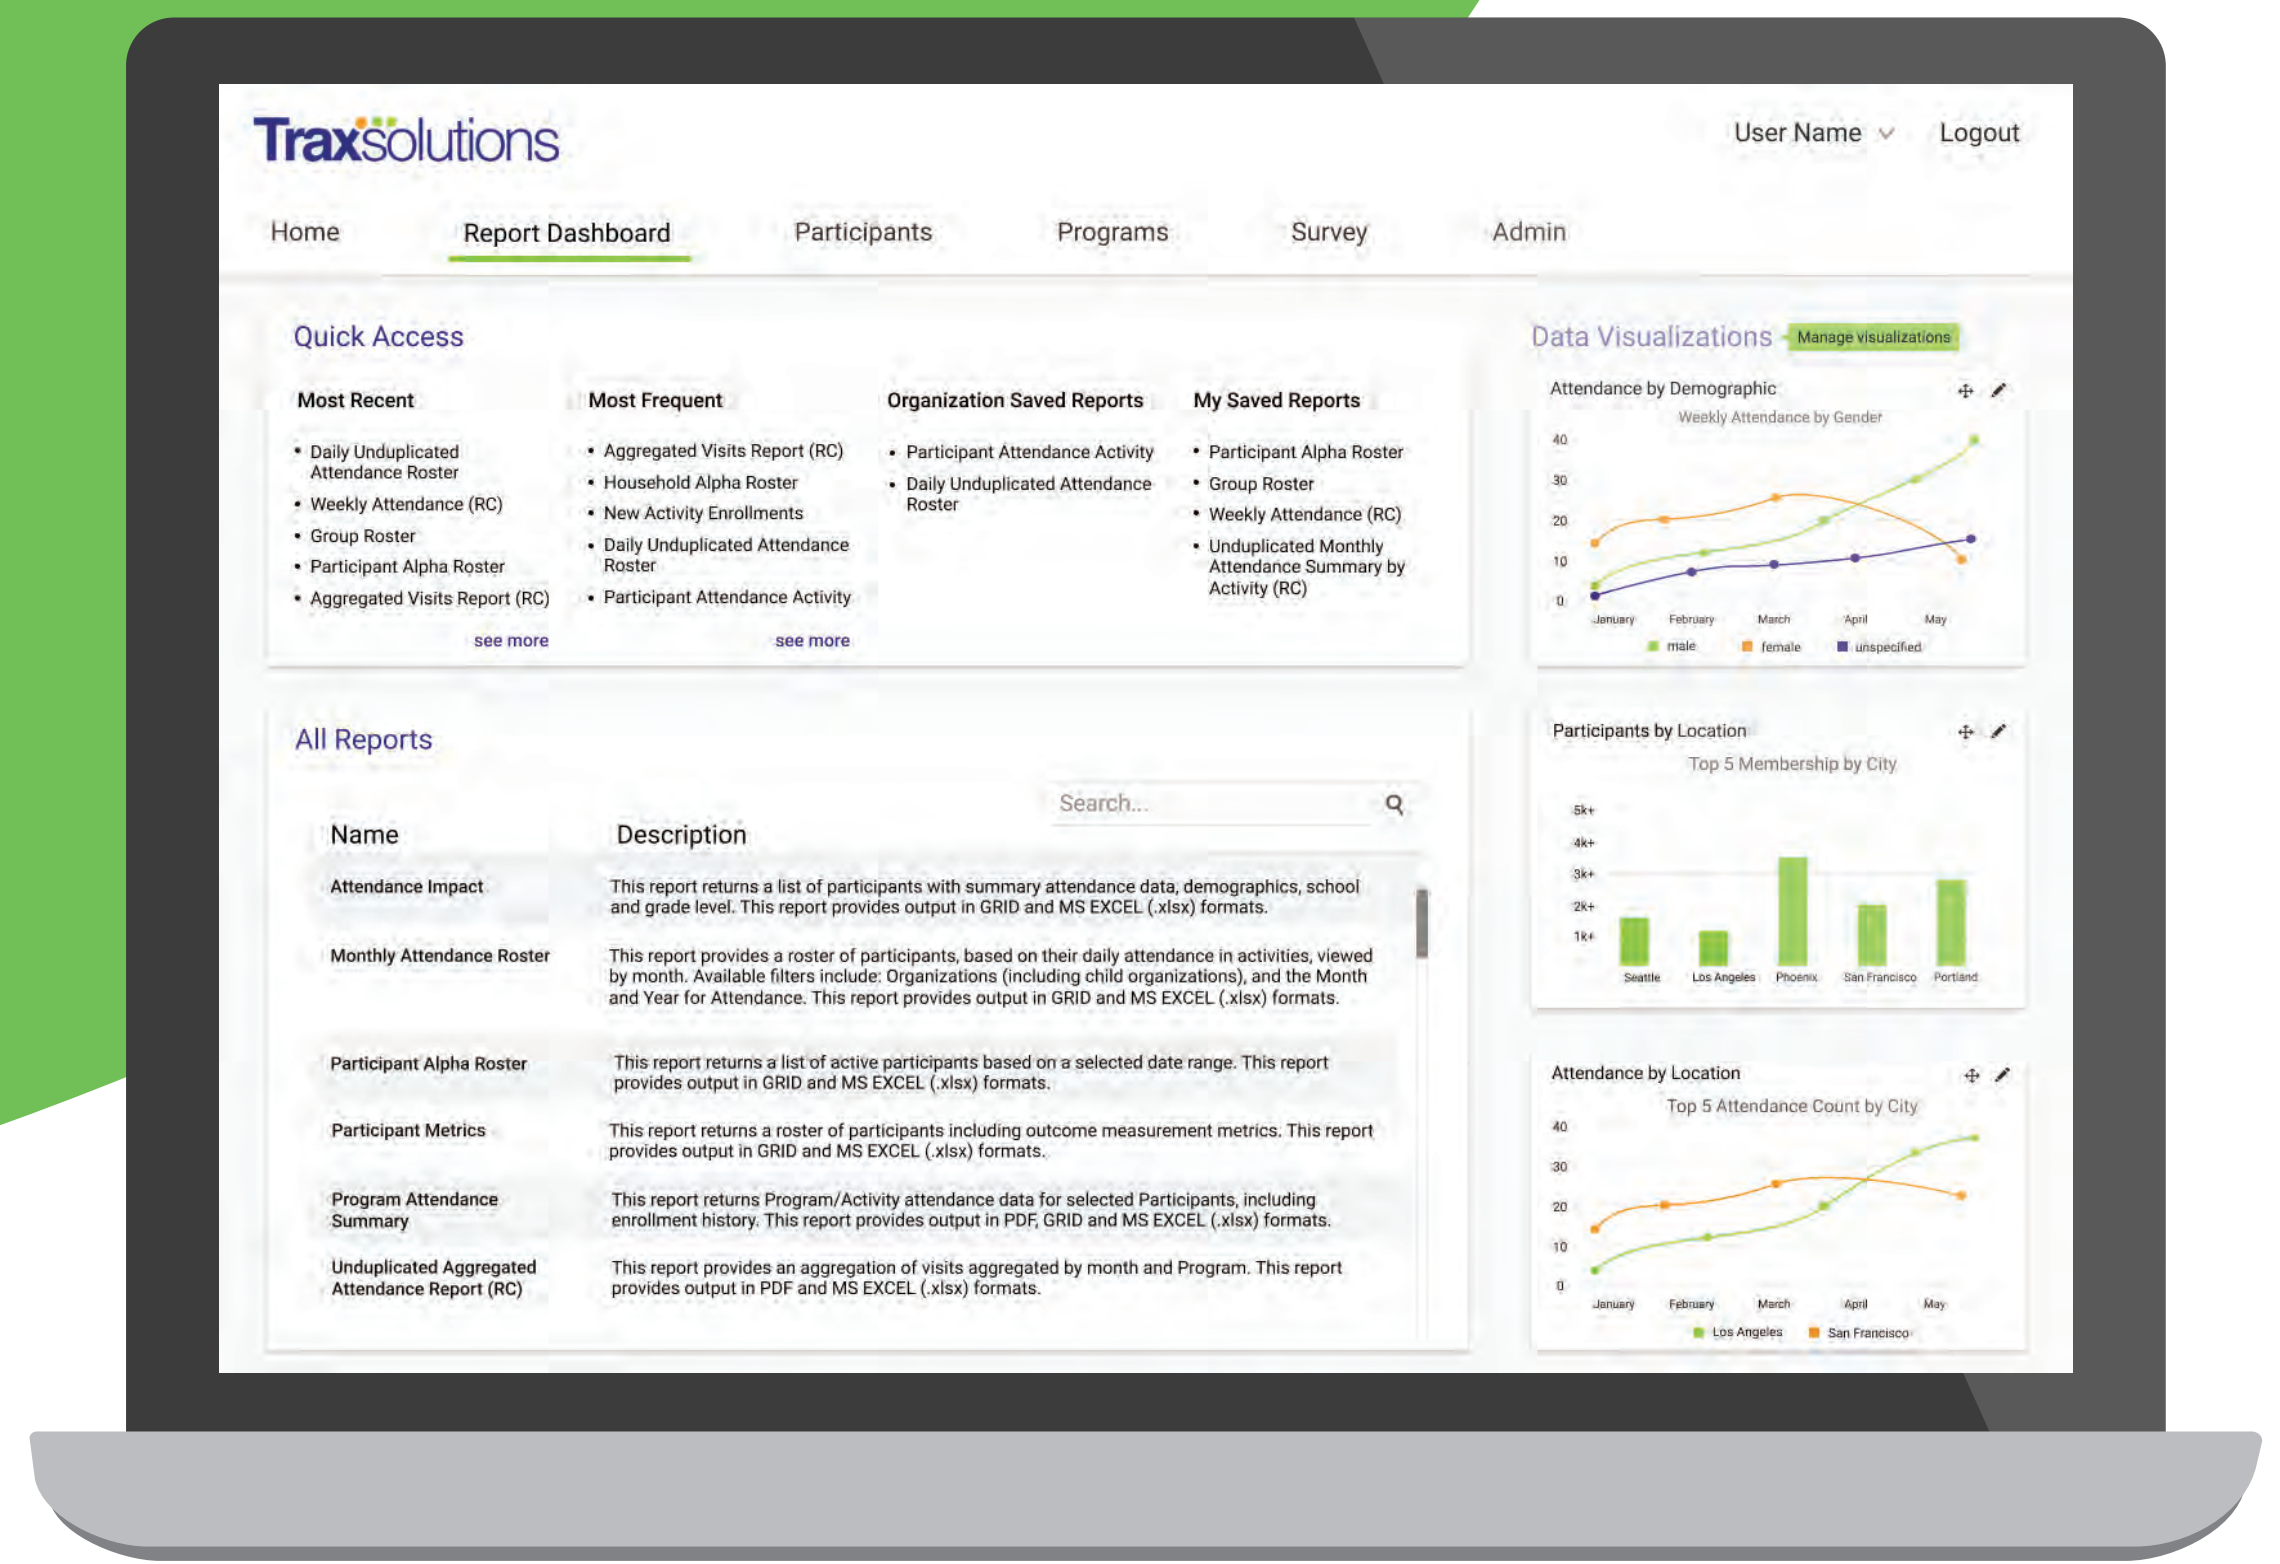 Traxsolutions
User Name
Logout
Home
Report Dashboard
Participants
Programs
Survey
Admin
Quick Access
Most Recent
• Daily Unduplicated
Attendance Roster
• Weekly Attendance (RC)
• Group Roster
• Participant Alpha Roster
• Aggregated Visits Report (RC)
see more
Most Frequent
• Aggregated Visits Report (RC)
• Household Alpha Roster
• New Activity Enrollments
• Daily Unduplicated Attendance
Roster
• Participant Attendance Activity
see more
Organization Saved Reports
• Participant Attendance Activity
• Daily Unduplicated Attendance
Roster
My Saved Reports
• Participant Alpha Roster
• Group Roster
• Weekly Attendance (RC)
• Unduplicated Monthly
Attendance Summary by
Activity (RC)
All Reports
Search...
Name
Description
Attendance Impact
This report returns a list of participants with summary attendance data, demographics, school
and grade level. This report provides output in GRID and MS EXCEL (.xlsx) formats.
Monthly Attendance Roster
This report provides a roster of participants, based on their daily attendance in activities, viewed
by month. Available filters include: Organizations (including child organizations), and the Month
and Year for Attendance. This report provides output in GRID and MS EXCEL (.xlsx) formats.
Participant Alpha Roster
This report returns a list of active participants based on a selected date range. This report
provides output in GRID and MS EXCEL (.xlsx) formats.
Participant Metrics
This report returns a roster of participants including outcome measurement metrics. This report
provides output in GRID and MS EXCEL (.xlsx) formats.
Program Attendance
Summary
This report returns Program/Activity attendance data for selected Participants, including
enrollment history. This report provides output in PDF, GRID and MS EXCEL (.xlsx) formats.
Unduplicated Aggregated
Attendance Report (RC)
This report provides an aggregation of visits aggregated by month and Program. This report
provides output in PDF and MS EXCEL (.xlsx) formats.
Data Visualizations
Manage visualizations
Attendance by Demographic
Weekly Attendance by Gender
40
30
20
10
0
January
February
March
April
May
male
female
unspecified
Participants by Location
Top 5 Membership by City
5k+
4k+
3k+
2k+
1k+
Seattle
Los Angeles
Phoenix
San Francisco
Portland
Attendance by Location
Top 5 Attendance Count by City
40
30
20
10
0
January
February
March
April
May
Los Angeles
San Francisco